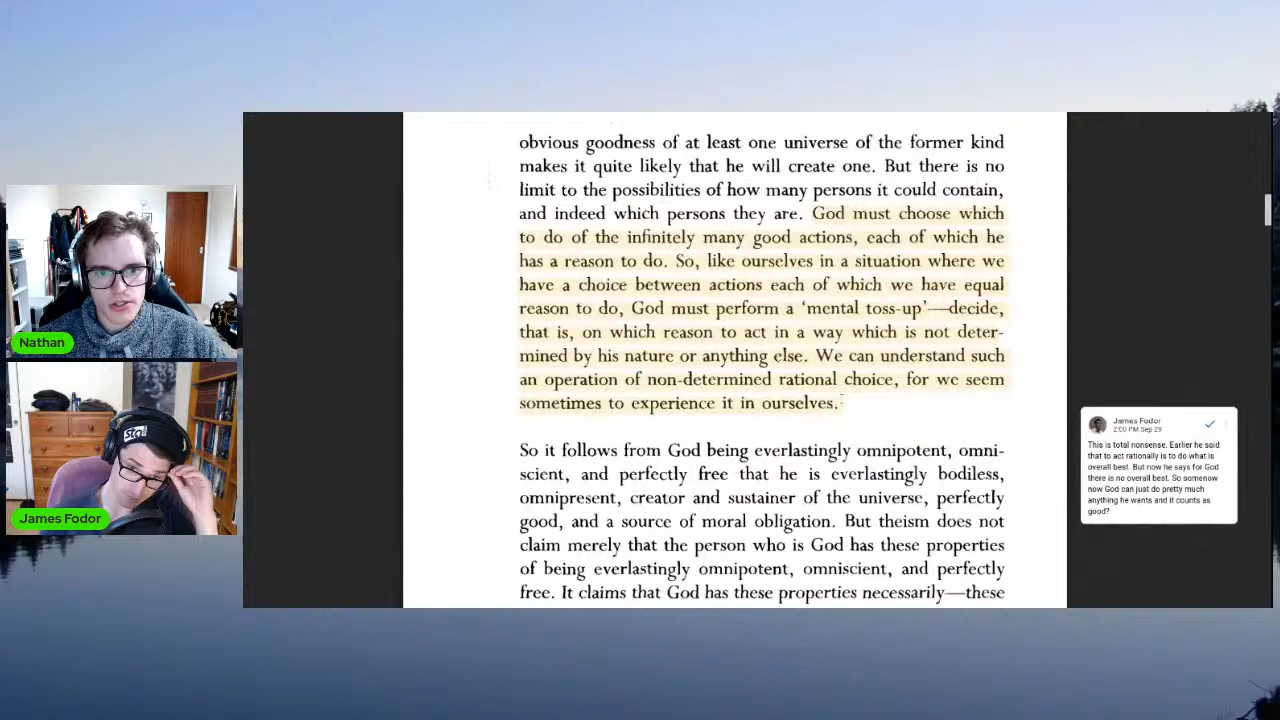 obvious goodness of at least one universe of the former kind
makes it quite likely that he will create one. But there is no
limit to the possibilities of how many persons it could contain,
and indeed which persons they are. God must choose which
to do of the infinitely many good actions, each of which he
has a reason to do. So, like ourselves in a situation where we
have a choice between actions each of which we have equal
reason to do, God must perform a ‘mental toss-up’—decide,
that is, on which reason to act in a way which is not deter-
mined by his nature or anything else. We can understand such
an operation of non-determined rational choice, for we seem
sometimes to experience it in ourselves.
So it follows from God being everlastingly omnipotent, omni-
scient, and perfectly free that he is everlastingly bodiless,
omnipresent, creator and sustainer of the universe, perfectly
good, and a source of moral obligation. But theism does not
claim merely that the person who is God has these properties
of being everlastingly omnipotent, omniscient, and perfectly
free. It claims that God has these properties necessarily—these
Nathan
James Fodor
James Fodor
2:00 PM Sep 29
This is total nonsense. Earlier he said
that to act rationally is to do what is
overall best. But now he says for God
there is no overall best. So somenow
now God can just do pretty much
anything he wants and it counts as
good?